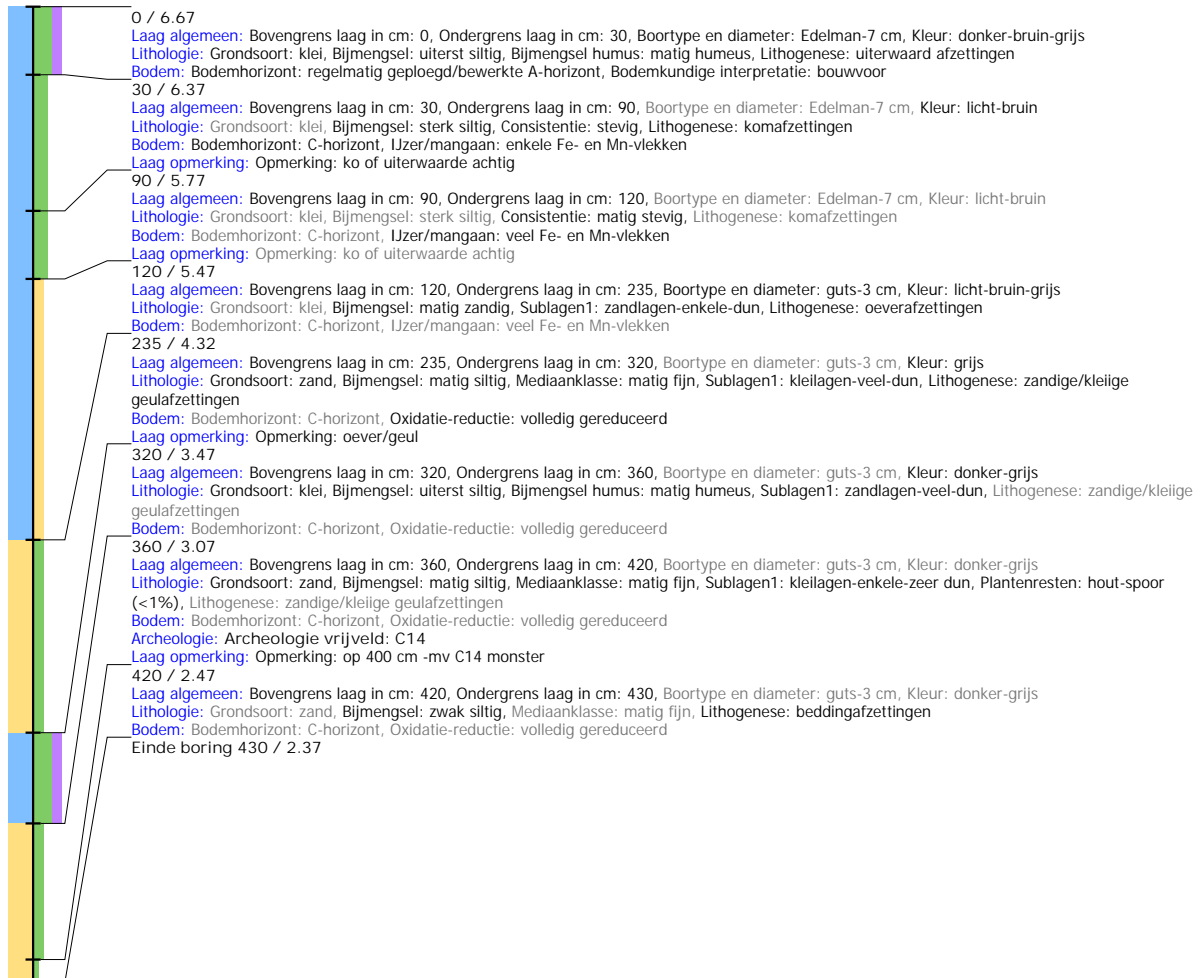 0 / 6.67
Laag algemeen: Bovengrens laag in cm: 0, Ondergrens laag in cm: 30, Boortype en diameter: Edelman-7 cm, Kleur: donker-bruin-grijs
Lithologie: Grondsoort: klei, Bijmengsel: uiterst siltig, Bijmengsel humus: matig humeus, Lithogenese: uiterwaard afzettingen
Bodem: Bodemhorizont: regelmatig geploegd/bewerkte A-horizont, Bodemkundige interpretatie: bouwvoor
30 / 6.37
Laag algemeen: Bovengrens laag in cm: 30, Ondergrens laag in cm: 90, Boortype en diameter: Edelman-7 cm, Kleur: licht-bruin
Lithologie: Grondsoort: klei, Bijmengsel: sterk siltig, Consistentie: stevig, Lithogenese: komafzettingen
Bodem: Bodemhorizont: C-horizont, IJzer/mangaan: enkele Fe- en Mn-vlekken
Laag opmerking: Opmerking: ko of uiterwaarde achtig
90 / 5.77
Laag algemeen: Bovengrens laag in cm: 90, Ondergrens laag in cm: 120, Boortype en diameter: Edelman-7 cm, Kleur: licht-bruin
Lithologie: Grondsoort: klei, Bijmengsel: sterk siltig, Consistentie: matig stevig, Lithogenese: komafzettingen
Bodem: Bodemhorizont: C-horizont, IJzer/mangaan: veel Fe- en Mn-vlekken
Laag opmerking: Opmerking: ko of uiterwaarde achtig
120 / 5.47
Laag algemeen: Bovengrens laag in cm: 120, Ondergrens laag in cm: 235, Boortype en diameter: guts-3 cm, Kleur: licht-bruin-grijs
Lithologie: Grondsoort: klei, Bijmengsel: matig zandig, Sublagen1: zandlagen-enkele-dun, Lithogenese: oeverafzettingen
Bodem: Bodemhorizont: C-horizont, IJzer/mangaan: veel Fe- en Mn-vlekken
235 / 4.32
Laag algemeen: Bovengrens laag in cm: 235, Ondergrens laag in cm: 320, Boortype en diameter: guts-3 cm, Kleur: grijs
Lithologie: Grondsoort: zand, Bijmengsel: matig siltig, Mediaanklasse: matig fijn, Sublagen1: kleilagen-veel-dun, Lithogenese: zandige/kleiige
geulafzettingen
Bodem: Bodemhorizont: C-horizont, Oxidatie-reductie: volledig gereduceerd
Laag opmerking: Opmerking: oever/geul
320 / 3.47
Laag algemeen: Bovengrens laag in cm: 320, Ondergrens laag in cm: 360, Boortype en diameter: guts-3 cm, Kleur: donker-grijs
Lithologie: Grondsoort: klei, Bijmengsel: uiterst siltig, Bijmengsel humus: matig humeus, Sublagen1: zandlagen-veel-dun, Lithogenese: zandige/kleiige
geulafzettingen
Bodem: Bodemhorizont: C-horizont, Oxidatie-reductie: volledig gereduceerd
360 / 3.07
Laag algemeen: Bovengrens laag in cm: 360, Ondergrens laag in cm: 420, Boortype en diameter: guts-3 cm, Kleur: donker-grijs
Lithologie: Grondsoort: zand, Bijmengsel: matig siltig, Mediaanklasse: matig fijn, Sublagen1: kleilagen-enkele-zeer dun, Plantenresten: hout-spoor
(<1%), Lithogenese: zandige/kleiige geulafzettingen
Bodem: Bodemhorizont: C-horizont, Oxidatie-reductie: volledig gereduceerd
Archeologie: Archeologie vrijveld: C14
Laag opmerking: Opmerking: op 400 cm -mv C14 monster
420 / 2.47
Laag algemeen: Bovengrens laag in cm: 420, Ondergrens laag in cm: 430, Boortype en diameter: guts-3 cm, Kleur: donker-grijs
Lithologie: Grondsoort: zand, Bijmengsel: zwak siltig, Mediaanklasse: matig fijn, Lithogenese: beddingafzettingen
Bodem: Bodemhorizont: C-horizont, Oxidatie-reductie: volledig gereduceerd
Einde boring 430 / 2.37